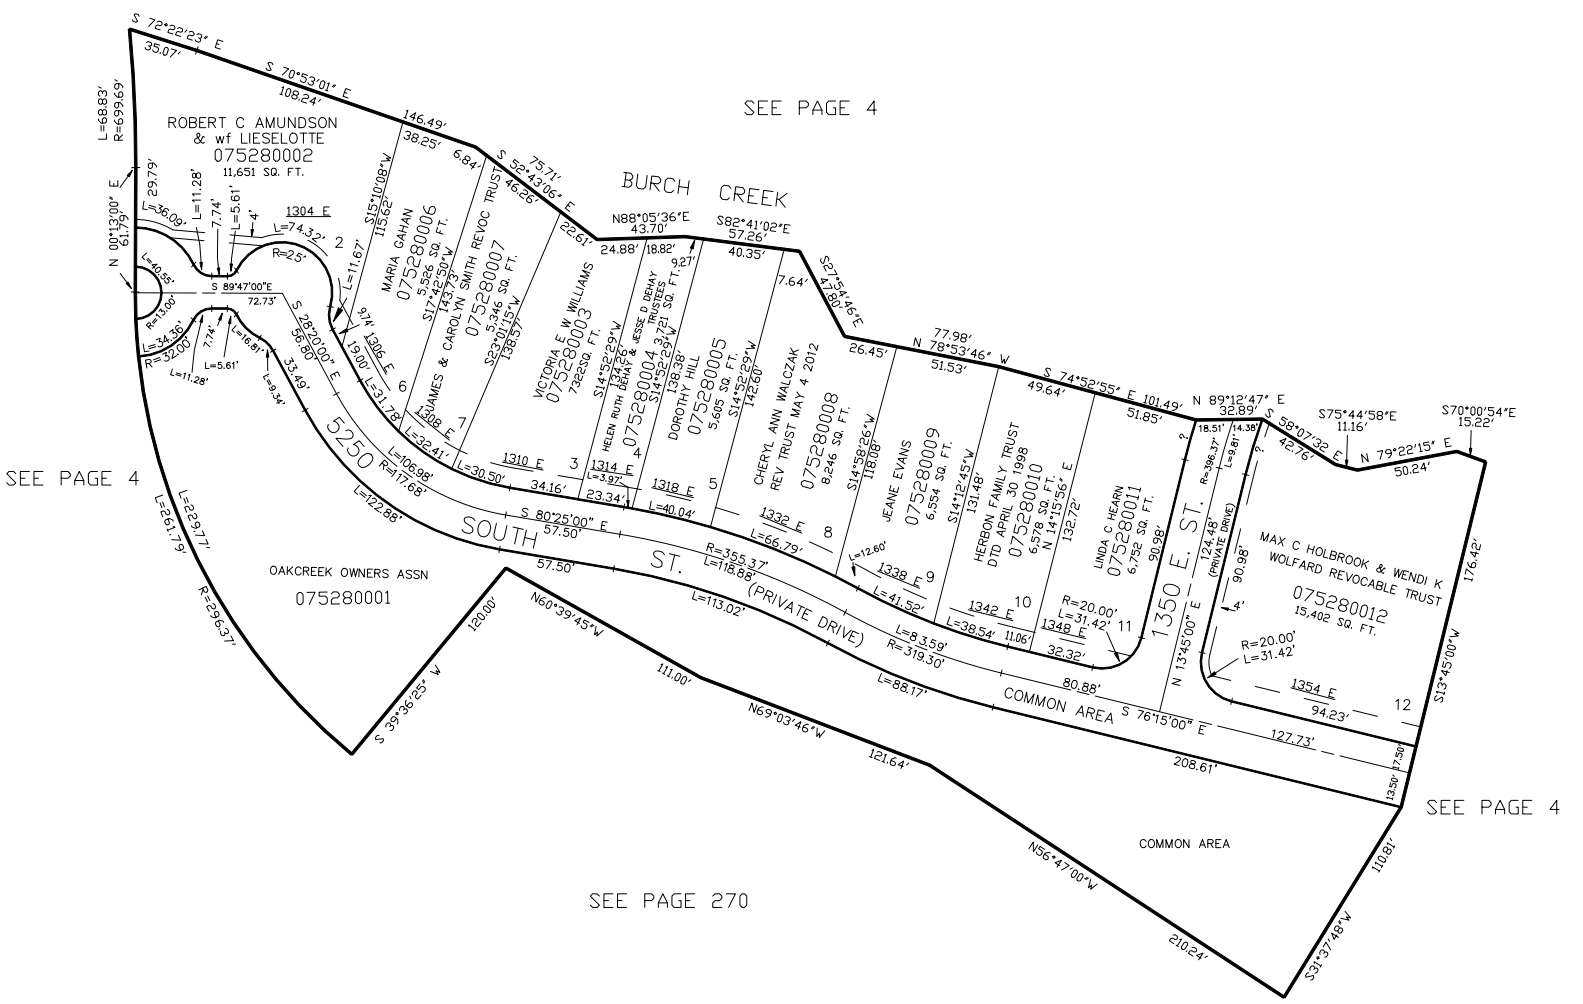 S 72°22'23" E
35.07'
S 70°53'01" E
108.24'
146.49'
38.25'
6.84'
L=68.83'
R=699.69'
ROBERT C AMUNDSON
& wf LIESELOTTE
075280002
11,651 SQ. FT.
SEE PAGE 4
BURCH CREEK
N 00°13'00" E
61.79'
29.79'
L=36.09'
L=11.28'
7.74'
L=5.61'
4'
1304 E
L=74.32'
R=25'
2
L=40.55'
R=13.00'
S 89°47'00"E
72.73'
L=34.36'
R=32.00'
L=11.28'
7.74'
L=5.61'
L=16.81'
L=9.34'
33.49'
S 28°20'00" E
56.80'
L=11.67'
9.74'
19.00'
S15°10'08"W
115.62'
MARIA GAHAN
075280006
5,526 SQ. FT.
1306 E
6
L=31.78'
S17°42'50"W
143.73'
JAMES & CAROLYN SMITH REVOC TRUST
075280007
5,346 SQ. FT.
1308 E
7
L=32.41'
S 52°43'06" E
75.71'
46.26'
22.61'
S23°01'15"W
138.57'
VICTORIA E W WILLIAMS
075280003
7322SQ. FT.
1310 E
3
L=30.50'
34.16'
N88°05'36"E
43.70'
24.88'
18.82'
S14°52'29"W
134.26'
HELEN RUTH DEHAY & JESSE D DEHAY
TRUSTEES
075280004
3,721 SQ. FT.
1314 E
4
L=3.97'
23.34'
9.27'
S82°41'02"E
57.26'
40.35'
7.64'
S14°52'29"W
138.38'
DOROTHY HILL
075280005
5,605 SQ. FT.
1318 E
5
L=40.04'
S14°52'29"W
142.60'
S27°54'46"E
47.80'
CHERYL ANN WALCZAK
REV TRUST MAY 4 2012
075280008
8,246 SQ. FT.
1332 E
8
L=66.79'
26.45'
77.98'
N 78°53'46" W
51.53'
S14°58'26"W
118.08'
JEANE EVANS
075280009
6,554 SQ. FT.
L=12.60'
1338 E
9
L=41.52'
S14°12'45"W
131.48'
S 74°52'55" E
101.49'
49.64'
51.85'
HERBON FAMILY TRUST
DTD APRIL 30 1998
075280010
6,578 SQ. FT.
1342 E
10
L=38.54'
11.06'
N 14°15'56" E
132.72'
LINDA C HEARN
075280011
6,752 SQ. FT.
1348 E
11
32.32'
R=20.00'
L=31.42'
90.98'
?
N 89°12'47" E
32.89'
18.51'
14.38'
R=396.37'
L=9.81'
?
1350 E. ST.
124.48'
(PRIVATE DRIVE)
N 13°45'00" E
90.98'
4'
S 58°07'32 E
42.76'
S75°44'58"E
11.16'
N 79°22'15" E
50.24'
S70°00'54"E
15.22'
MAX C HOLBROOK & WENDI K
WOLFARD REVOCABLE TRUST
075280012
15,402 SQ. FT.
R=20.00'
L=31.42'
1354 E
12
94.23'
176.42'
S13°45'00"W
17.50'
13.50'
5250
SOUTH
ST.
(PRIVATE DRIVE)
L=106.98'
R=117.68'
L=122.88'
S 80°25'00" E
57.50'
57.50'
R=355.37'
L=118.88'
L=113.02'
L=83.59'
R=319.30'
L=88.17'
80.88'
COMMON AREA
S 76°15'00" E
127.73'
208.61'
SEE PAGE 4
L=229.77'
L=261.79'
R=296.37'
OAKCREEK OWNERS ASSN
075280001
120.00'
S 39°36'25" W
N60°39'45"W
111.00'
N69°03'46"W
121.64'
N56°47'00"W
210.24'
COMMON AREA
110.81'
S31°37'48"W
SEE PAGE 4
SEE PAGE 270